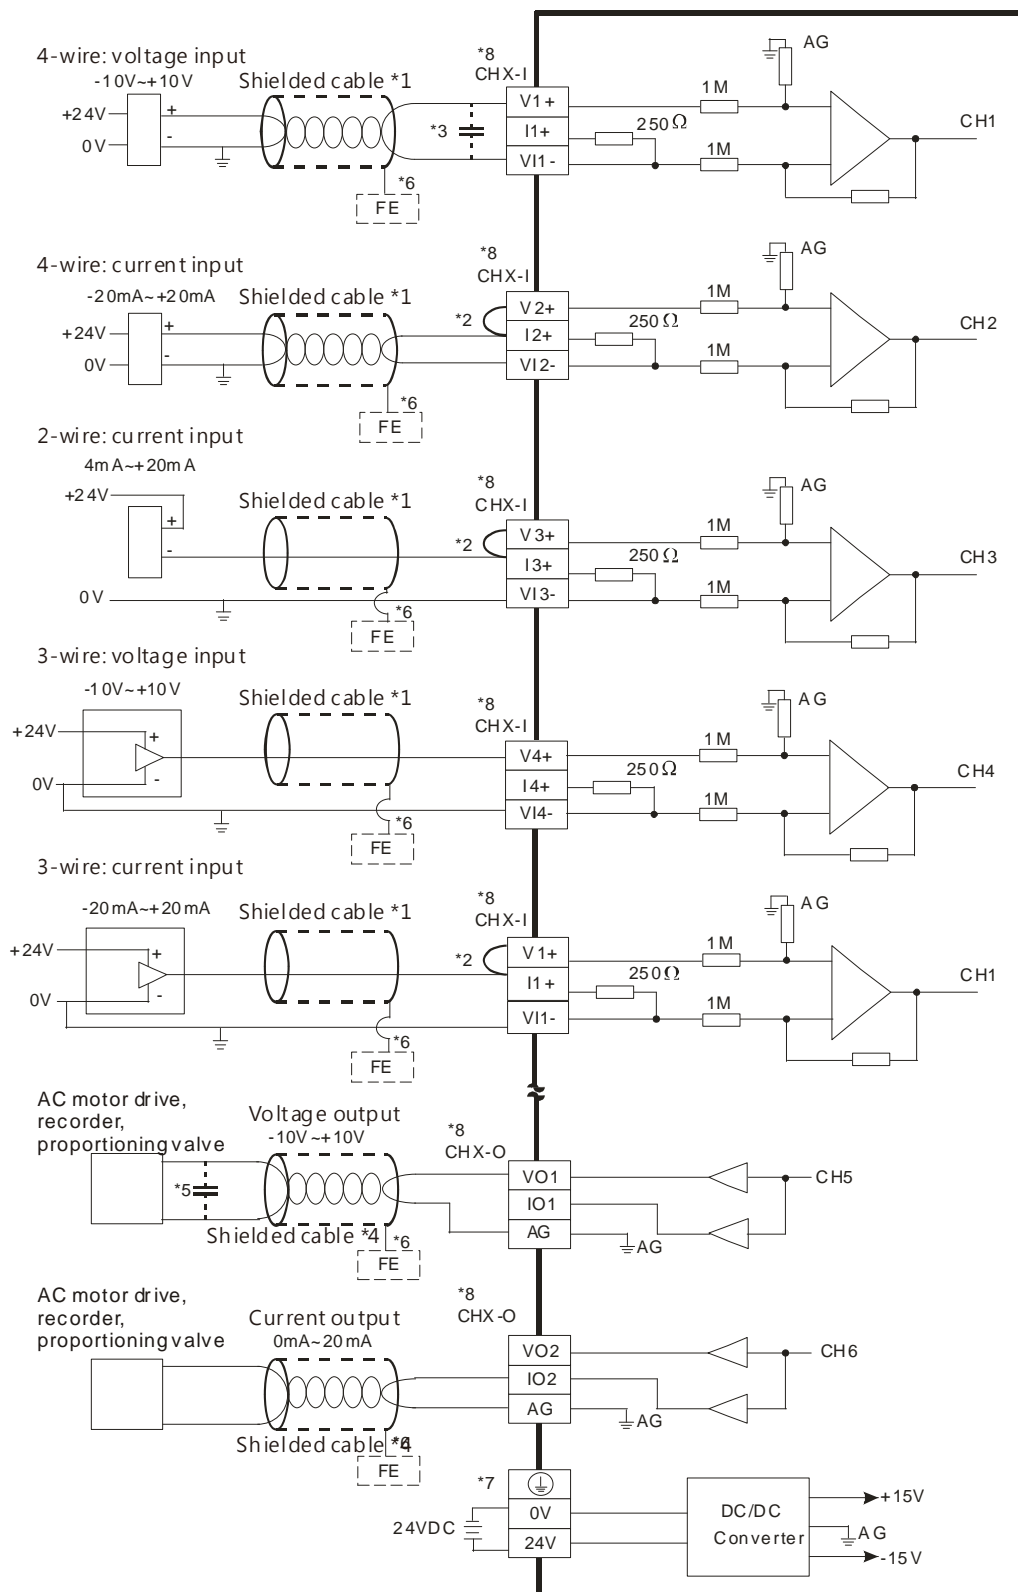 4-wire: voltage input
-10V~+10V
Shielded cable *1
*8
CHX-I
+24V
0V
+
-
*3
*6
FE
V1+
I1+
VI1-
250Ω
1M
1M
AG
CH1
4-wire: current input
-20mA~+20mA
Shielded cable *1
*8
CHX-I
+24V
0V
+
-
*2
*6
FE
V2+
I2+
VI2-
250Ω
1M
1M
AG
CH2
2-wire: current input
4mA~+20mA
Shielded cable *1
*8
CHX-I
+24V
+
-
0V
*2
*6
FE
V3+
I3+
VI3-
250Ω
1M
1M
AG
CH3
3-wire: voltage input
-10V~+10V
Shielded cable *1
*8
CHX-I
+24V
0V
+
-
*6
FE
V4+
I4+
VI4-
250Ω
1M
1M
AG
CH4
3-wire: current input
-20mA~+20mA
Shielded cable *1
*8
CHX-I
+24V
0V
+
-
*2
*6
FE
V1+
I1+
VI1-
250Ω
1M
1M
AG
CH1
AC motor drive,
recorder,
proportioning valve
Voltage output
-10V~+10V
*8
CHX-O
*5
Shielded cable *4
*6
FE
VO1
IO1
AG
AG
CH5
AC motor drive,
recorder,
proportioning valve
Current output
0mA~20mA
*8
CHX-O
Shielded cable *4
*6
FE
VO2
IO2
AG
AG
CH6
*7
24VDC
0V
24V
DC/DC
Converter
+15V
AG
-15V